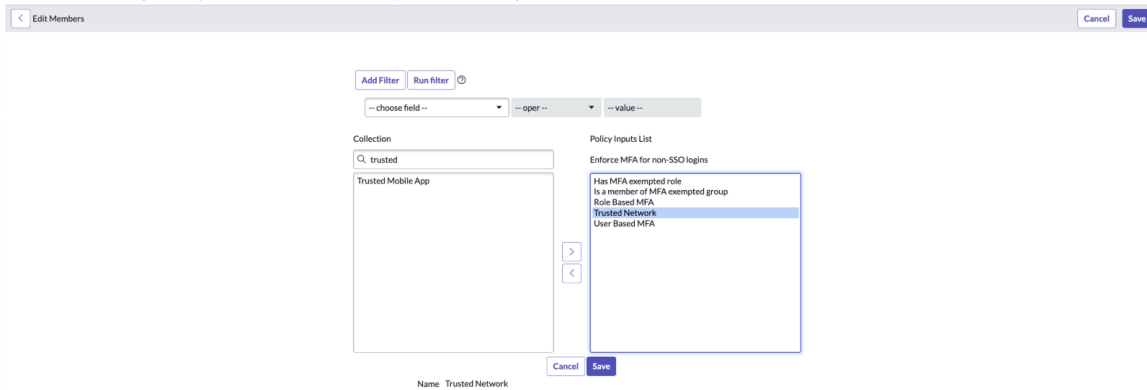 Edit Members
Cancel
Save
Add Filter
Run filter
-- choose field --
-- oper --
-- value --
Collection
Policy Inputs List
trusted
Enforce MFA for non-SSO logins
Trusted Mobile App
Has MFA exempted role
Is a member of MFA exempted group
Role Based MFA
Trusted Network
User Based MFA
Cancel
Save
Name Trusted Network